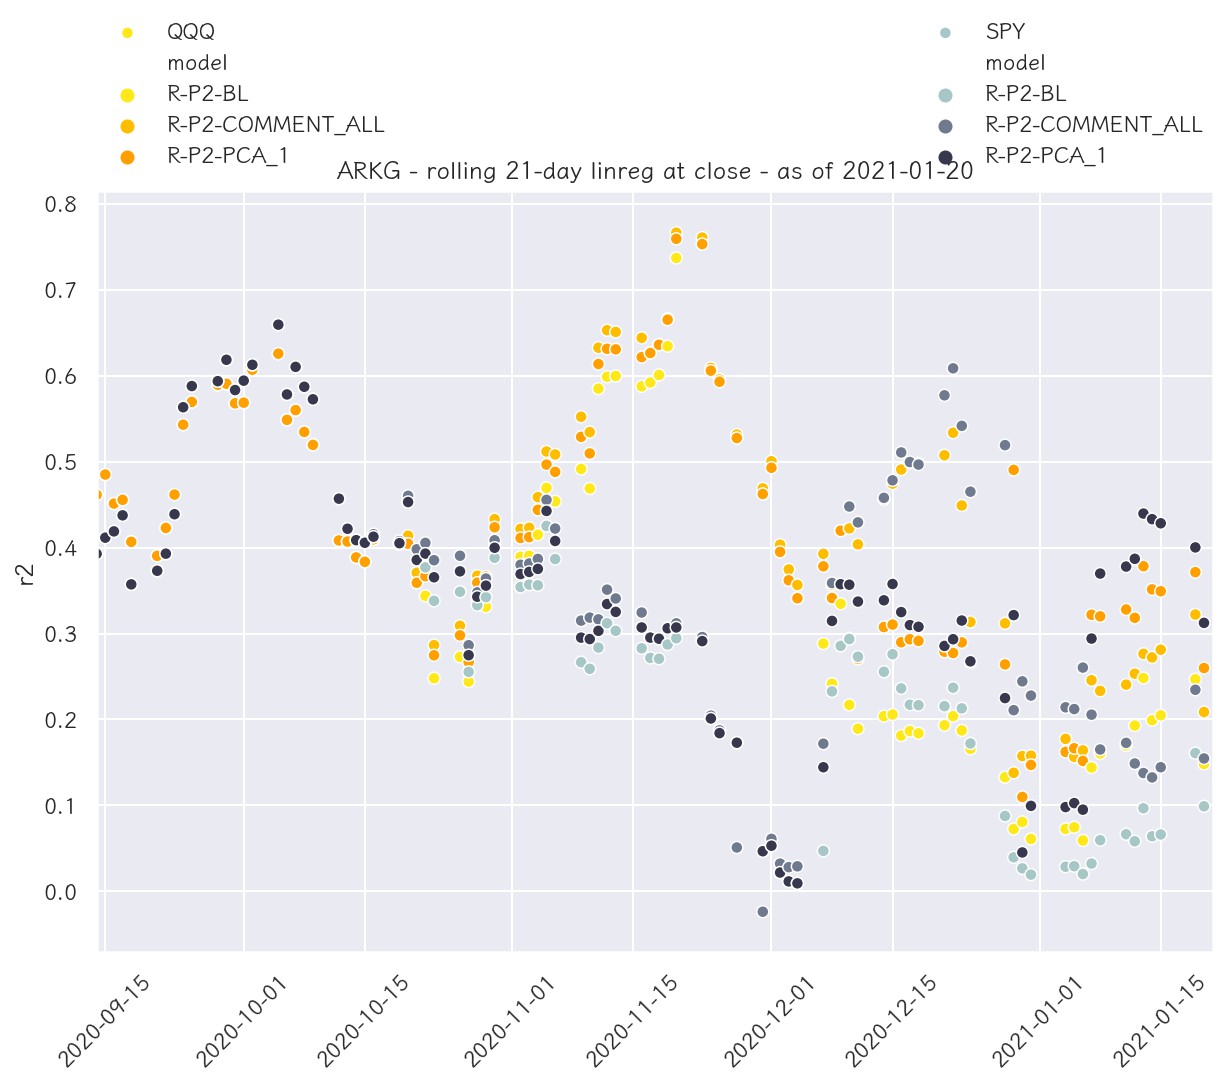 QQQ
model
R-P2-BL
R-P2-COMMENT_ALL
R-P2-PCA_1
SPY
model
R-P2-BL
R-P2-COMMENT_ALL
R-P2-PCA_1
ARKG - rolling 21-day linreg at close - as of 2021-01-20
0.8
0.7
0.6
0.5
0.4
0.3
0.2
0.1
0.0
r2
2020-09-15
2020-10-01
2020-10-15
2020-11-01
2020-11-15
2020-12-01
2020-12-15
2021-01-01
2021-01-15